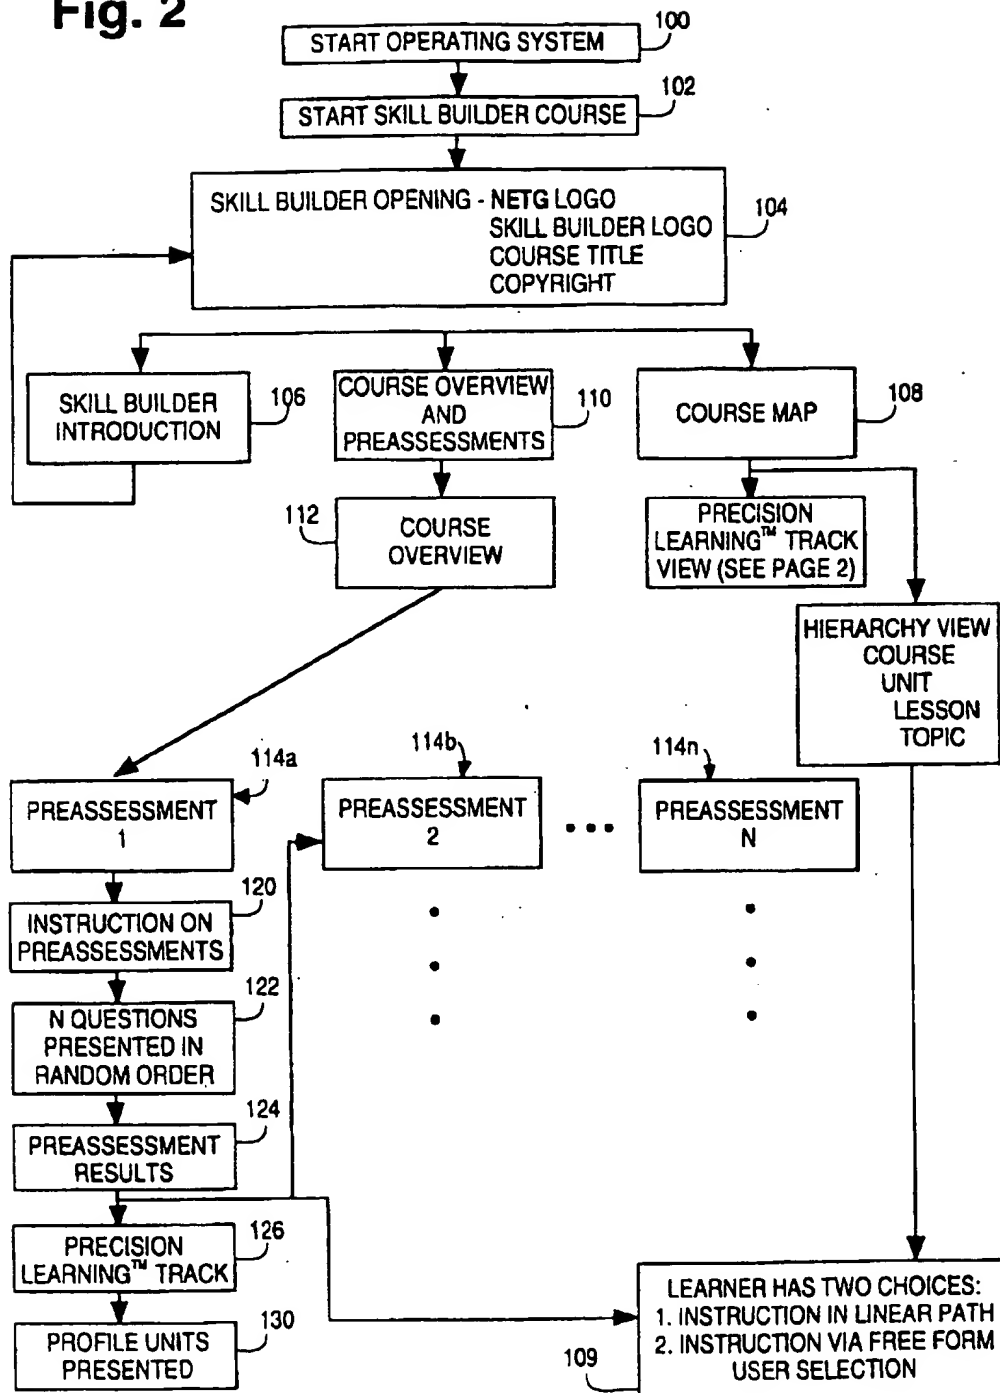 Fig. 2
START OPERATING SYSTEM
100
START SKILL BUILDER COURSE
102
SKILL BUILDER OPENING - NETG LOGO
SKILL BUILDER LOGO
COURSE TITLE
COPYRIGHT
104
SKILL BUILDER
INTRODUCTION
106
COURSE OVERVIEW
AND
PREASSESSMENTS
110
COURSE MAP
108
112
COURSE
OVERVIEW
PRECISION
LEARNING™ TRACK
VIEW (SEE PAGE 2)
HIERARCHY VIEW
COURSE
UNIT
LESSON
TOPIC
PREASSESSMENT
1
114a
114b
PREASSESSMENT
2
• • •
114n
PREASSESSMENT
N
INSTRUCTION ON
PREASSESSMENTS
120
N QUESTIONS
PRESENTED IN
RANDOM ORDER
122
PREASSESSMENT
RESULTS
124
PRECISION
LEARNING™ TRACK
126
PROFILE UNITS
PRESENTED
130
LEARNER HAS TWO CHOICES:
1. INSTRUCTION IN LINEAR PATH
2. INSTRUCTION VIA FREE FORM
USER SELECTION
109